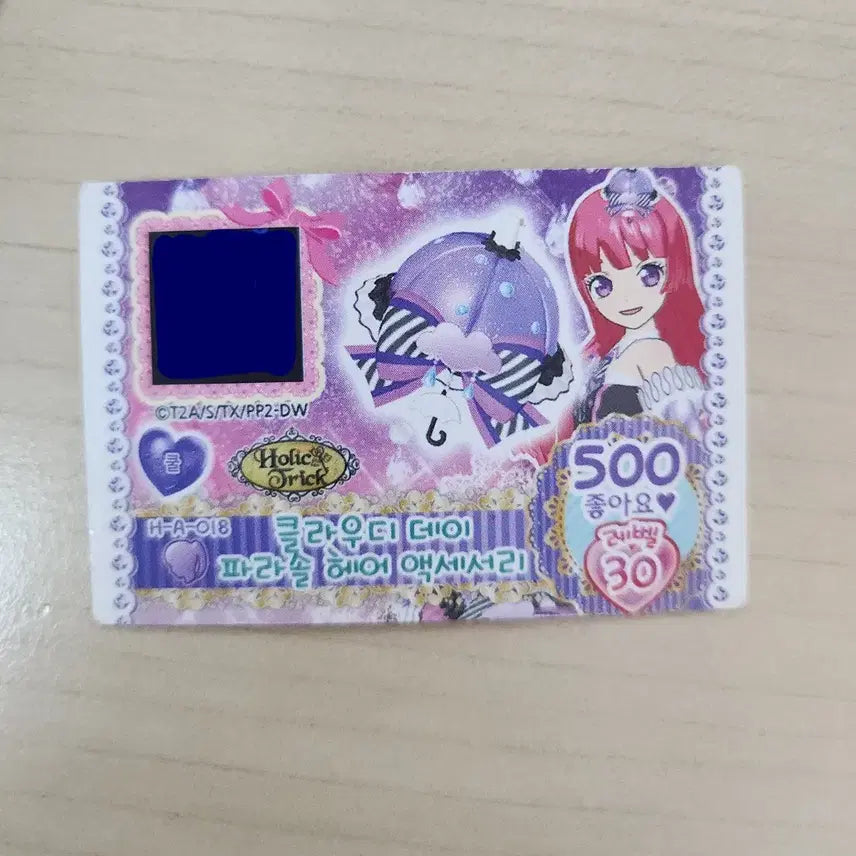 ©T2A/S/TX/PP2-DW
쿨
Holic
Trick
500
좋아요♥
H-A-018
클라우디 데이
파라솔 헤어 액세서리
레벨
30